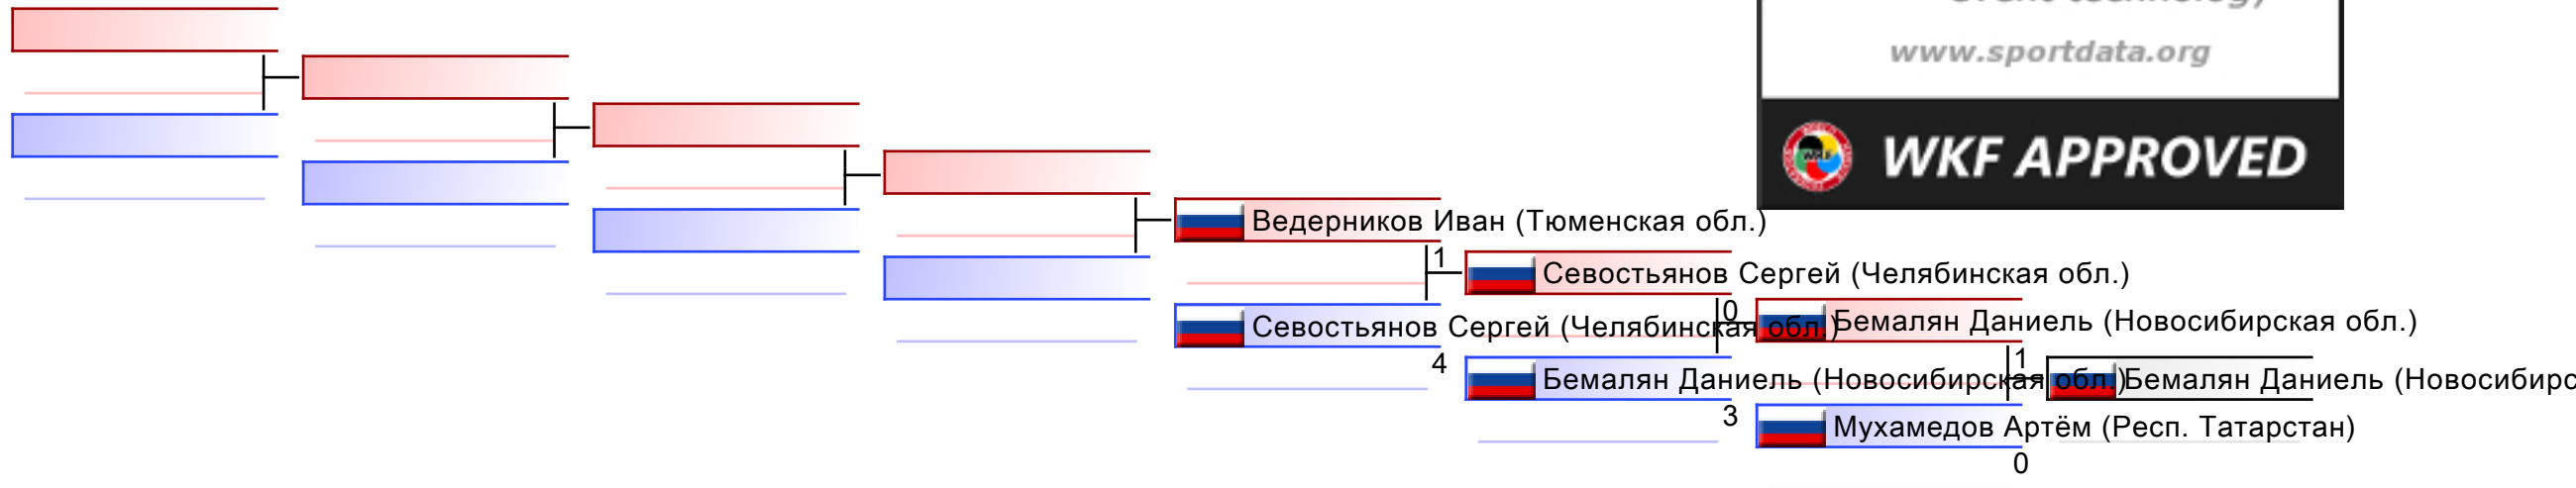 event technology
www.sportdata.org
WKF APPROVED
Ведерников Иван (Тюменская обл.)
1
Севостьянов Сергей (Челябинская обл.)
0
Севостьянов Сергей (Челябинская обл.)
Бемалян Даниель (Новосибирская обл.)
4
1
Бемалян Даниель (Новосибирская обл.)
Бемалян Даниель (Новосибирс
3
Мухамедов Артём (Респ. Татарстан)
0